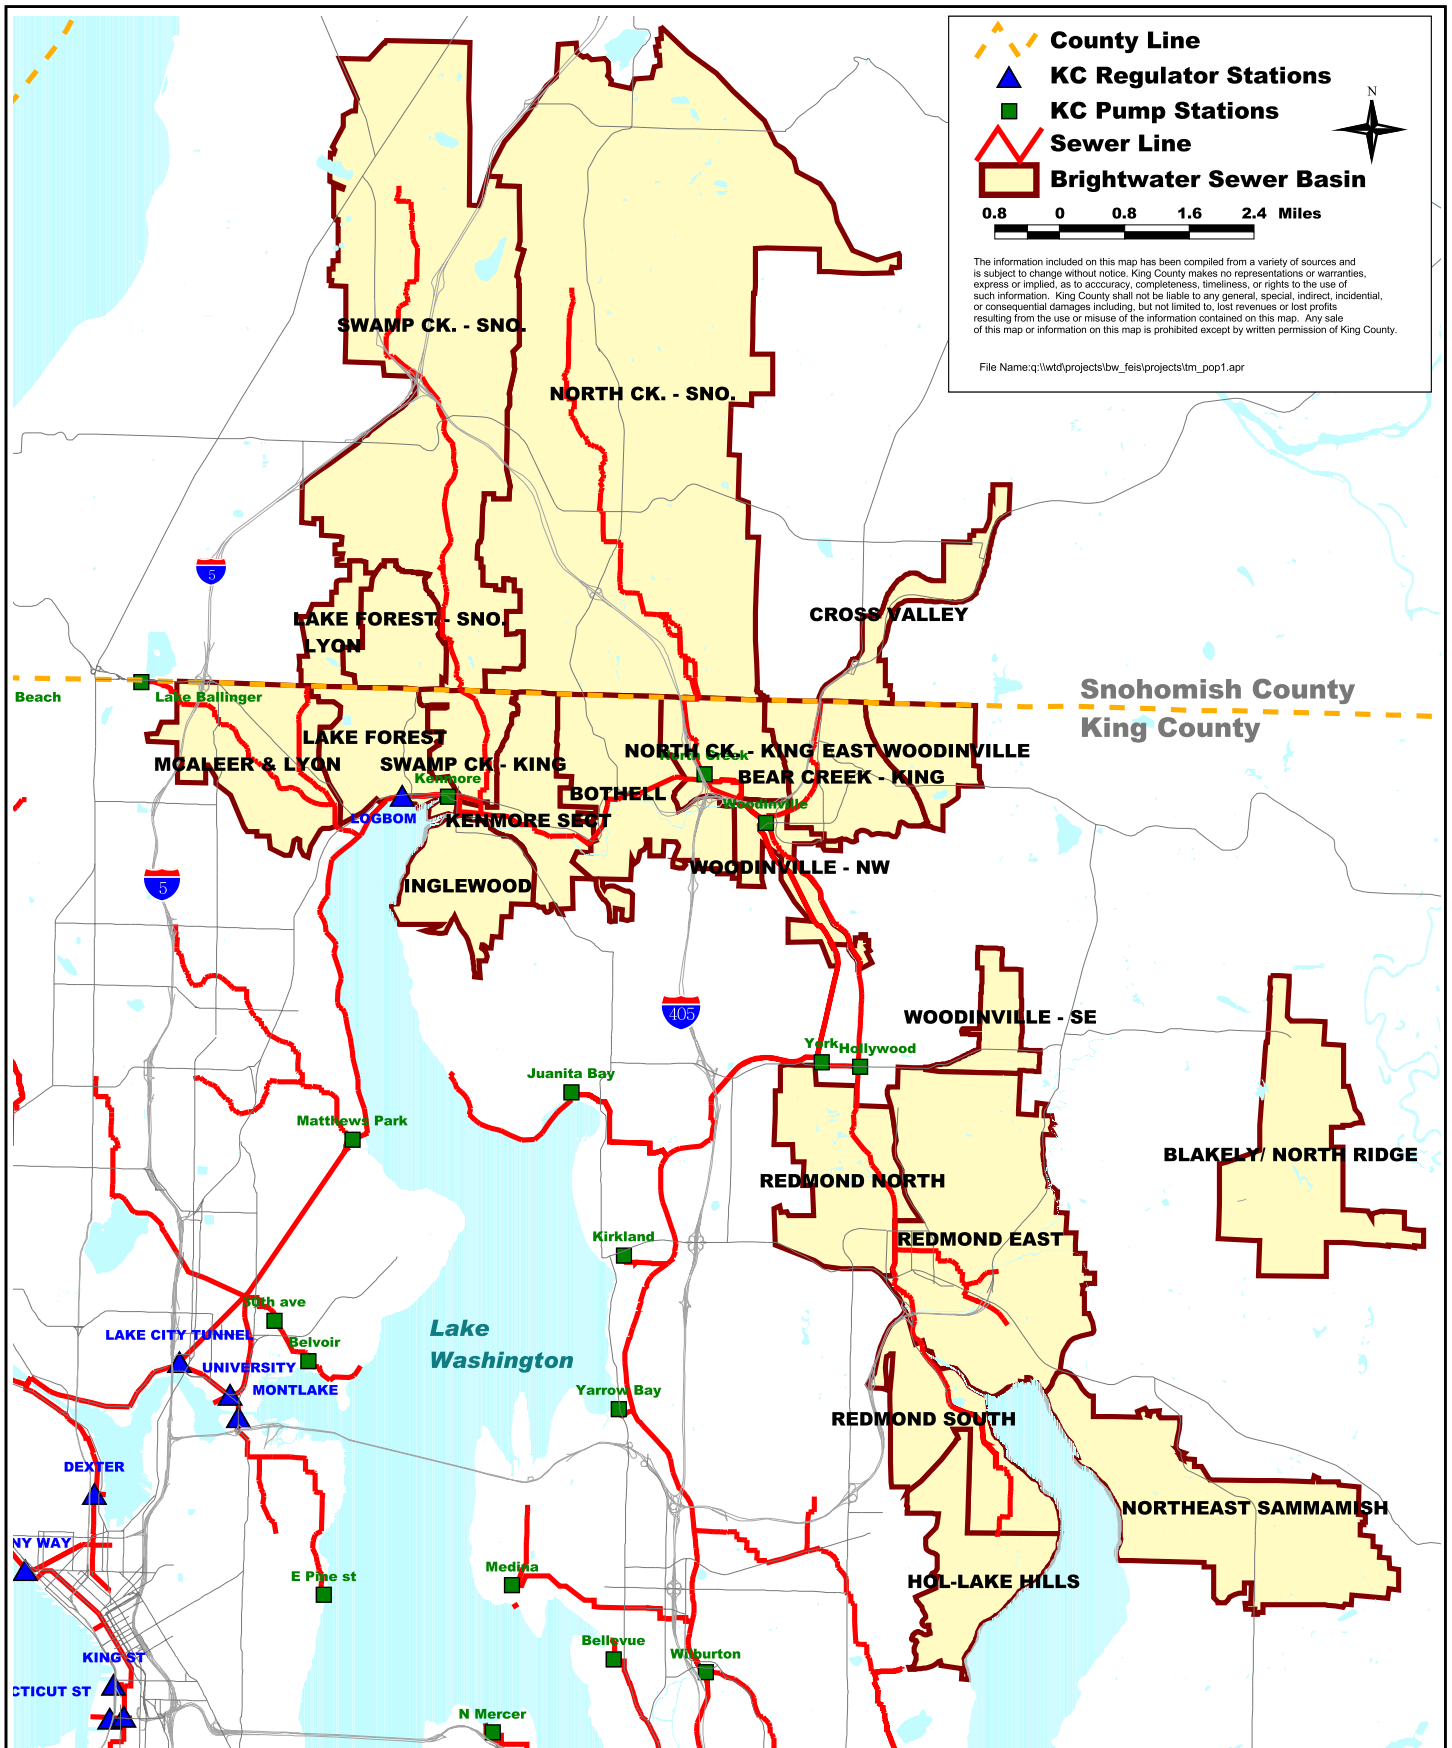 County Line
KC Regulator Stations
KC Pump Stations
Sewer Line
Brightwater Sewer Basin
N
0.8 0 0.8 1.6 2.4 Miles
The information included on this map has been compiled from a variety of sources and
is subject to change without notice. King County makes no representations or warranties,
express or implied, as to acccuracy, completeness, timeliness, or rights to the use of
such information. King County shall not be liable to any general, special, indirect, incidental,
or consequential damages including, but not limited to, lost revenues or lost profits
resulting from the use or misuse of the information contained on this map. Any sale
of this map or information on this map is prohibited except by written permission of King County.
File Name:q:\\wtd\projects\bw_feis\projects\tm_pop1.apr
SWAMP CK. - SNO.
NORTH CK. - SNO.
5
CROSS VALLEY
LAKE FOREST - SNO.
LYON
Snohomish County
King County
Beach
Lake Ballinger
LAKE FOREST
MCALEER & LYON
SWAMP CK - KING
NORTH CK. - KING
EAST WOODINVILLE
North Creek
BEAR CREEK - KING
Kenmore
BOTHELL
Woodinville
LOGBOM
KENMORE SECT
WOODINVILLE - NW
5
INGLEWOOD
405
WOODINVILLE - SE
York
Hollywood
Juanita Bay
Matthews Park
BLAKELY/ NORTH RIDGE
REDMOND NORTH
Kirkland
REDMOND EAST
30th ave
Lake
Washington
LAKE CITY TUNNEL
Belvoir
UNIVERSITY
MONTLAKE
Yarrow Bay
REDMOND SOUTH
DEXTER
NORTHEAST SAMMAMISH
NY WAY
E Pine st
Medina
HOL-LAKE HILLS
Bellevue
Wilburton
KING ST
CTICUT ST
N Mercer